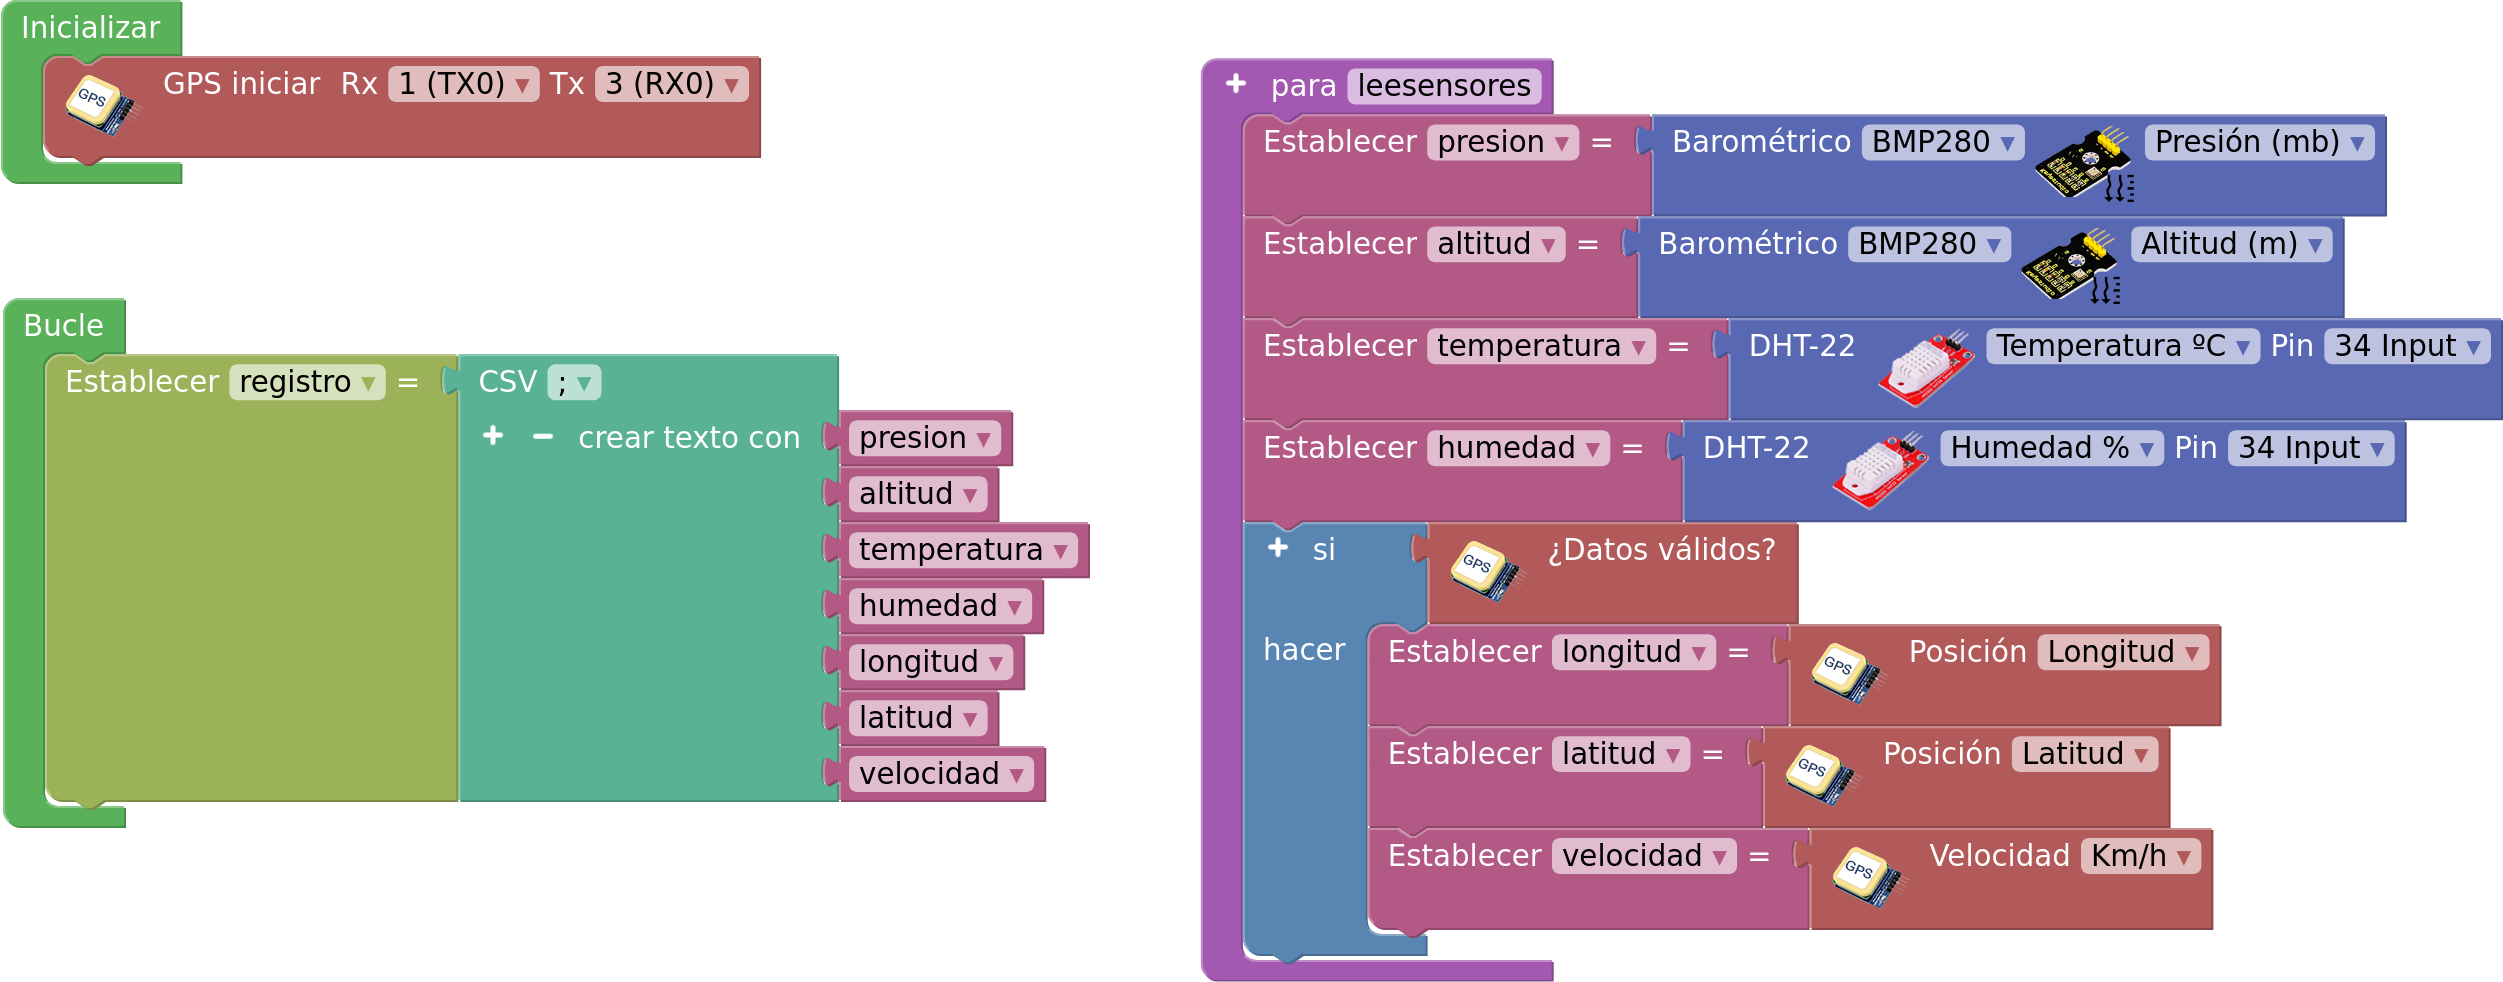 Inicializar
GPS GPS iniciar Rx 1 (TX0) ▾ Tx 3 (RX0) ▾
Bucle
Establecer registro ▾ = CSV ; ▾
+ − crear texto con presion ▾
altitud ▾
temperatura ▾
humedad ▾
longitud ▾
latitud ▾
velocidad ▾
+ para leesensores
Establecer presion ▾ = Barométrico BMP280 ▾ Presión (mb) ▾
Establecer altitud ▾ = Barométrico BMP280 ▾ Altitud (m) ▾
Establecer temperatura ▾ = DHT-22 Temperatura ºC ▾ Pin 34 Input ▾
Establecer humedad ▾ = DHT-22 Humedad % ▾ Pin 34 Input ▾
+ si GPS ¿Datos válidos?
hacer Establecer longitud ▾ = GPS Posición Longitud ▾
Establecer latitud ▾ = GPS Posición Latitud ▾
Establecer velocidad ▾ = GPS Velocidad Km/h ▾